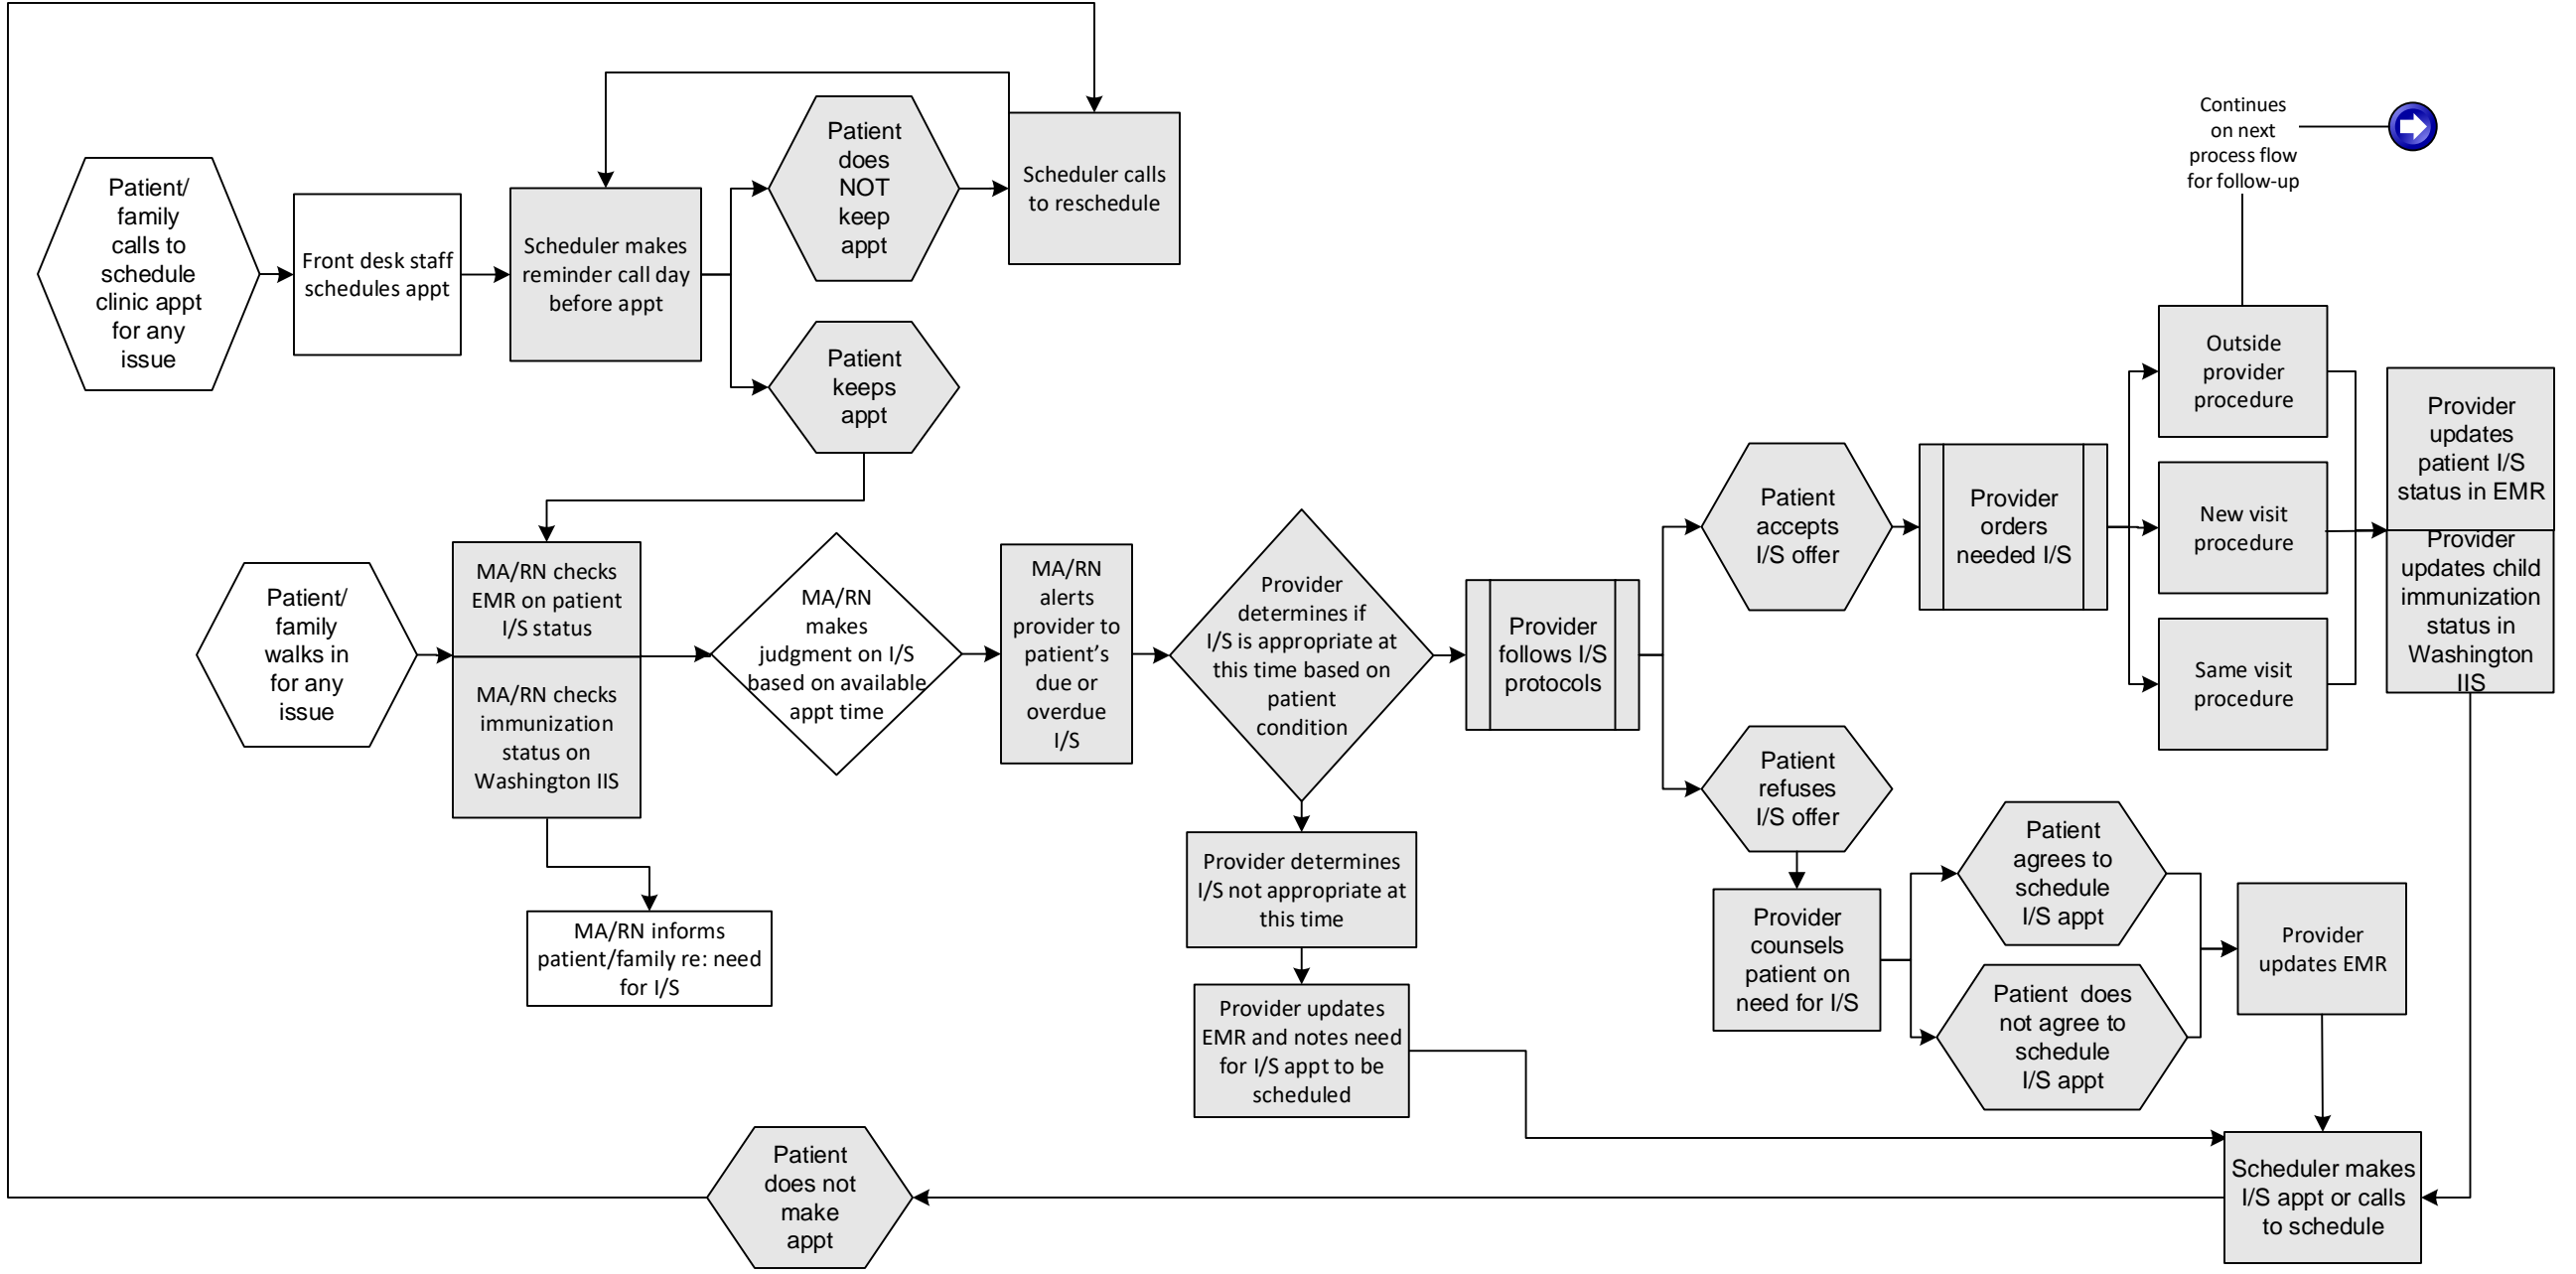 Patient/
family
calls to
schedule
clinic appt
for any
issue
Front desk staff
schedules appt
Scheduler makes
reminder call day
before appt
Patient
does
NOT
keep
appt
Scheduler calls
to reschedule
Patient
keeps
appt
Continues
on next
process flow
for follow-up
Patient/
family
walks in
for any
issue
MA/RN checks
EMR on patient
I/S status
MA/RN checks
immunization
status on
Washington IIS
MA/RN informs
patient/family re: need
for I/S
MA/RN
makes
judgment on I/S
based on available
appt time
MA/RN
alerts
provider to
patient’s
due or
overdue
I/S
Provider
determines if
I/S is appropriate at
this time based on
patient
condition
Provider determines
I/S not appropriate at
this time
Provider updates
EMR and notes need
for I/S appt to be
scheduled
Provider
follows I/S
protocols
Patient
accepts
I/S offer
Provider
orders
needed I/S
Outside
provider
procedure
New visit
procedure
Same visit
procedure
Provider
updates
patient I/S
status in EMR
Provider
updates child
immunization
status in
Washington
IIS
Patient
refuses
I/S offer
Provider
counsels
patient on
need for I/S
Patient
agrees to
schedule
I/S appt
Patient does
not agree to
schedule
I/S appt
Provider
updates EMR
Scheduler makes
I/S appt or calls
to schedule
Patient
does not
make
appt